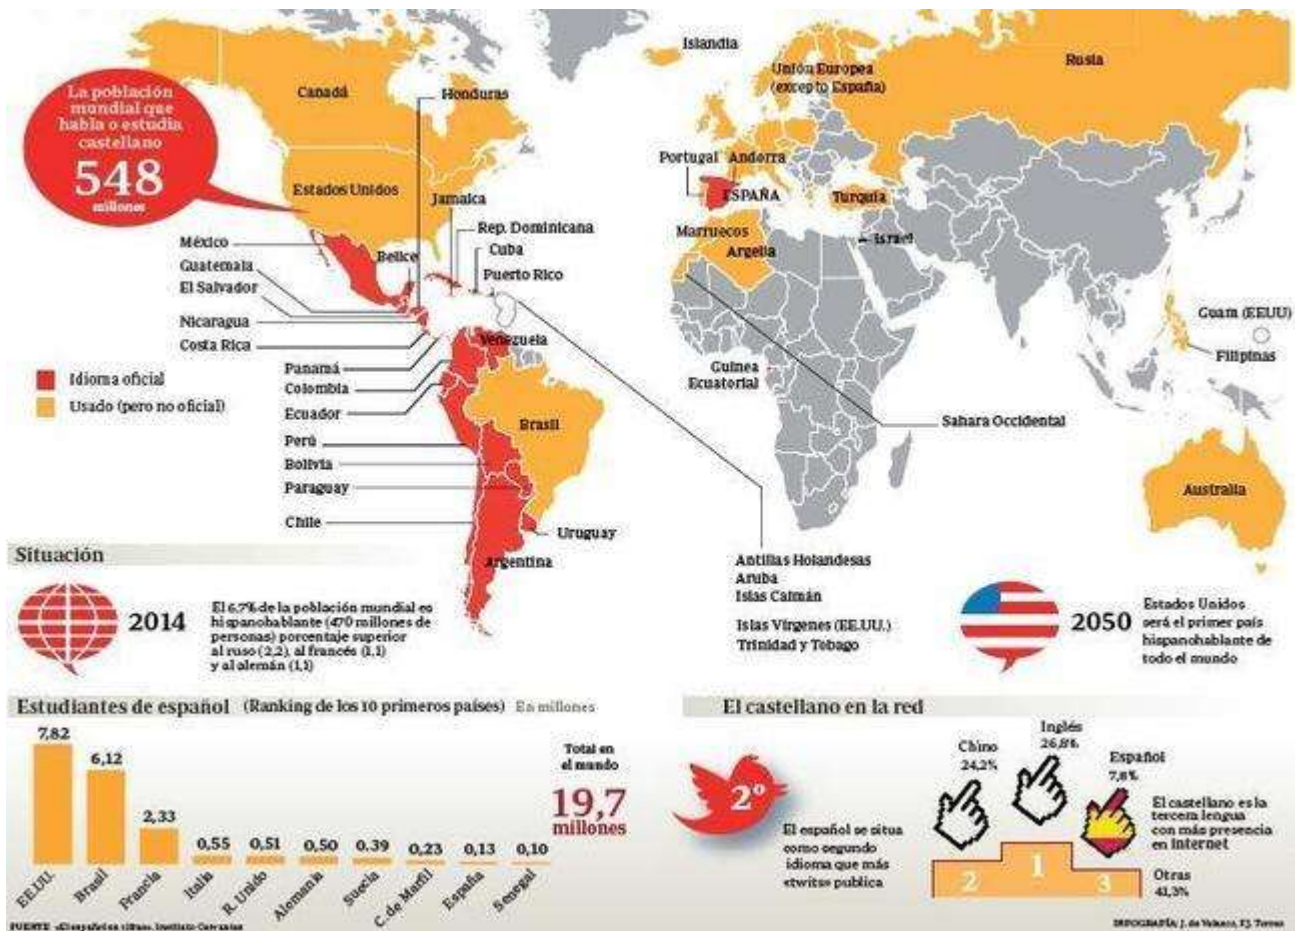 La población
mundial que
habla o estudia
castellano
548
millones
Canadá
Honduras
Estados Unidos
Jamaica
Rep. Dominicana
México
Cuba
Belice
Guatemala
Puerto Rico
El Salvador
Nicaragua
Costa Rica
Venezuela
Panamá
Colombia
Ecuador
Brasil
Perú
Bolivia
Paraguay
Chile
Uruguay
Argentina
Idioma oficial
Usado (pero no oficial)
Islandia
Unión Europea
(excepto España)
Rusia
Portugal
Andorra
ESPAÑA
Turquía
Marruecos
Argelia
Israel
Guam (EEUU)
Filipinas
Guinea
Ecuatorial
Sahara Occidental
Australia
Antillas Holandesas
Aruba
Islas Caimán
Islas Vírgenes (EE.UU.)
Trinidad y Tobago
Situación
2014
El 6,7% de la población mundial es
hispanohablante (470 millones de
personas) porcentaje superior
al ruso (2,2), al francés (1,1)
y al alemán (1,1)
2050
Estados Unidos
será el primer país
hispanohablante de
todo el mundo
Estudiantes de español (Ranking de los 10 primeros países) En millones
7,82
6,12
2,33
0,55
0,51
0,50
0,39
0,23
0,13
0,10
EE.UU.
Brasil
Francia
Italia
R. Unido
Alemania
Suecia
C. de Marfil
España
Senegal
Total en
el mundo
19,7
millones
El castellano en la red
2º
El español se situa
como segundo
idioma que más
«twits» publica
Chino
24,2%
Inglés
26,8%
Español
7,8%
2
1
3
El castellano es la
tercera lengua
con más presencia
en Internet
Otras
41,3%
FUENTE: «El español en cifras». Instituto Cervantes
INFOGRAFÍA: J. de Velasco, F.J. Torres